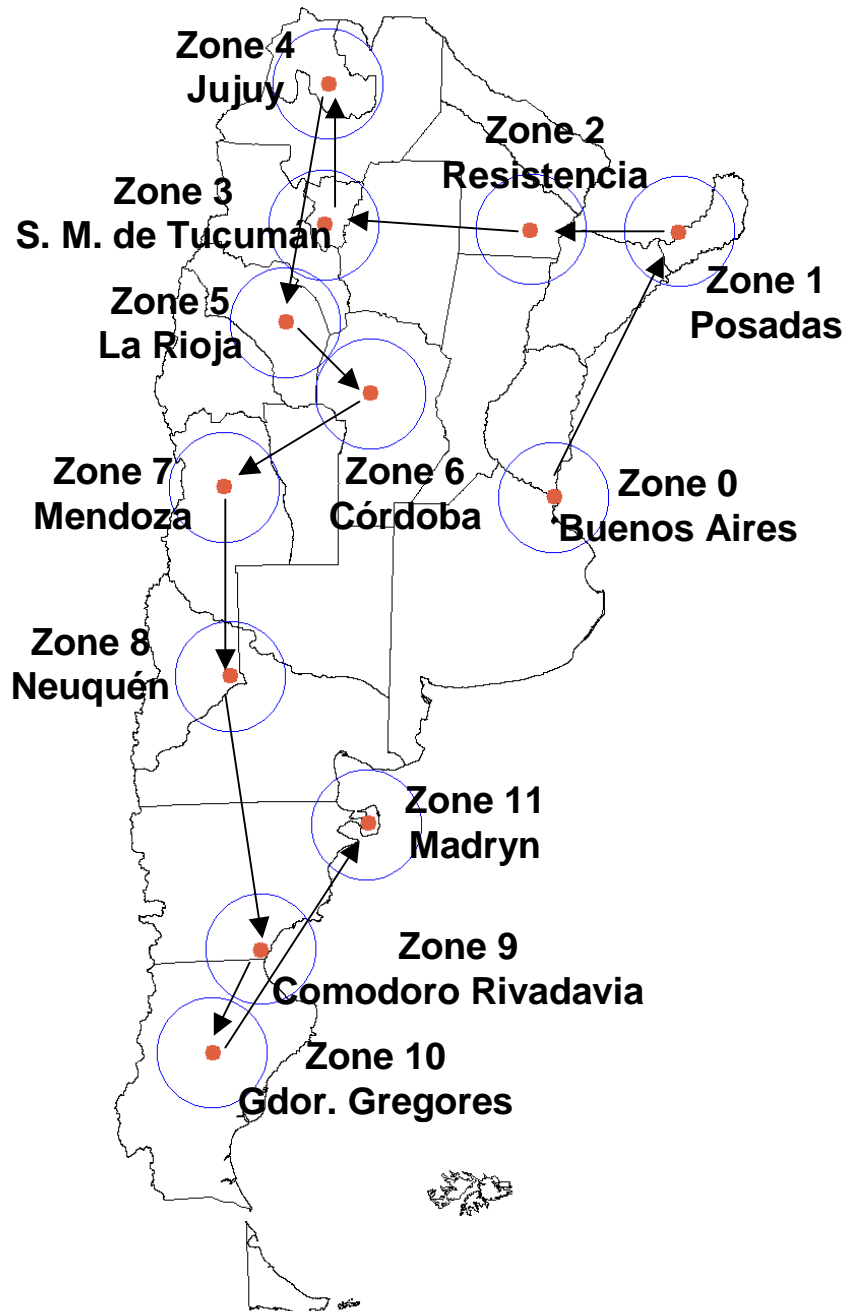 Zone 4
Jujuy
Zone 2
Resistencia
Zone 3
S. M. de Tucumán
Zone 1
Posadas
Zone 5
La Rioja
Zone 7
Mendoza
Zone 6
Córdoba
Zone 0
Buenos Aires
Zone 8
Neuquén
Zone 11
Madryn
Zone 9
Comodoro Rivadavia
Zone 10
Gdor. Gregores